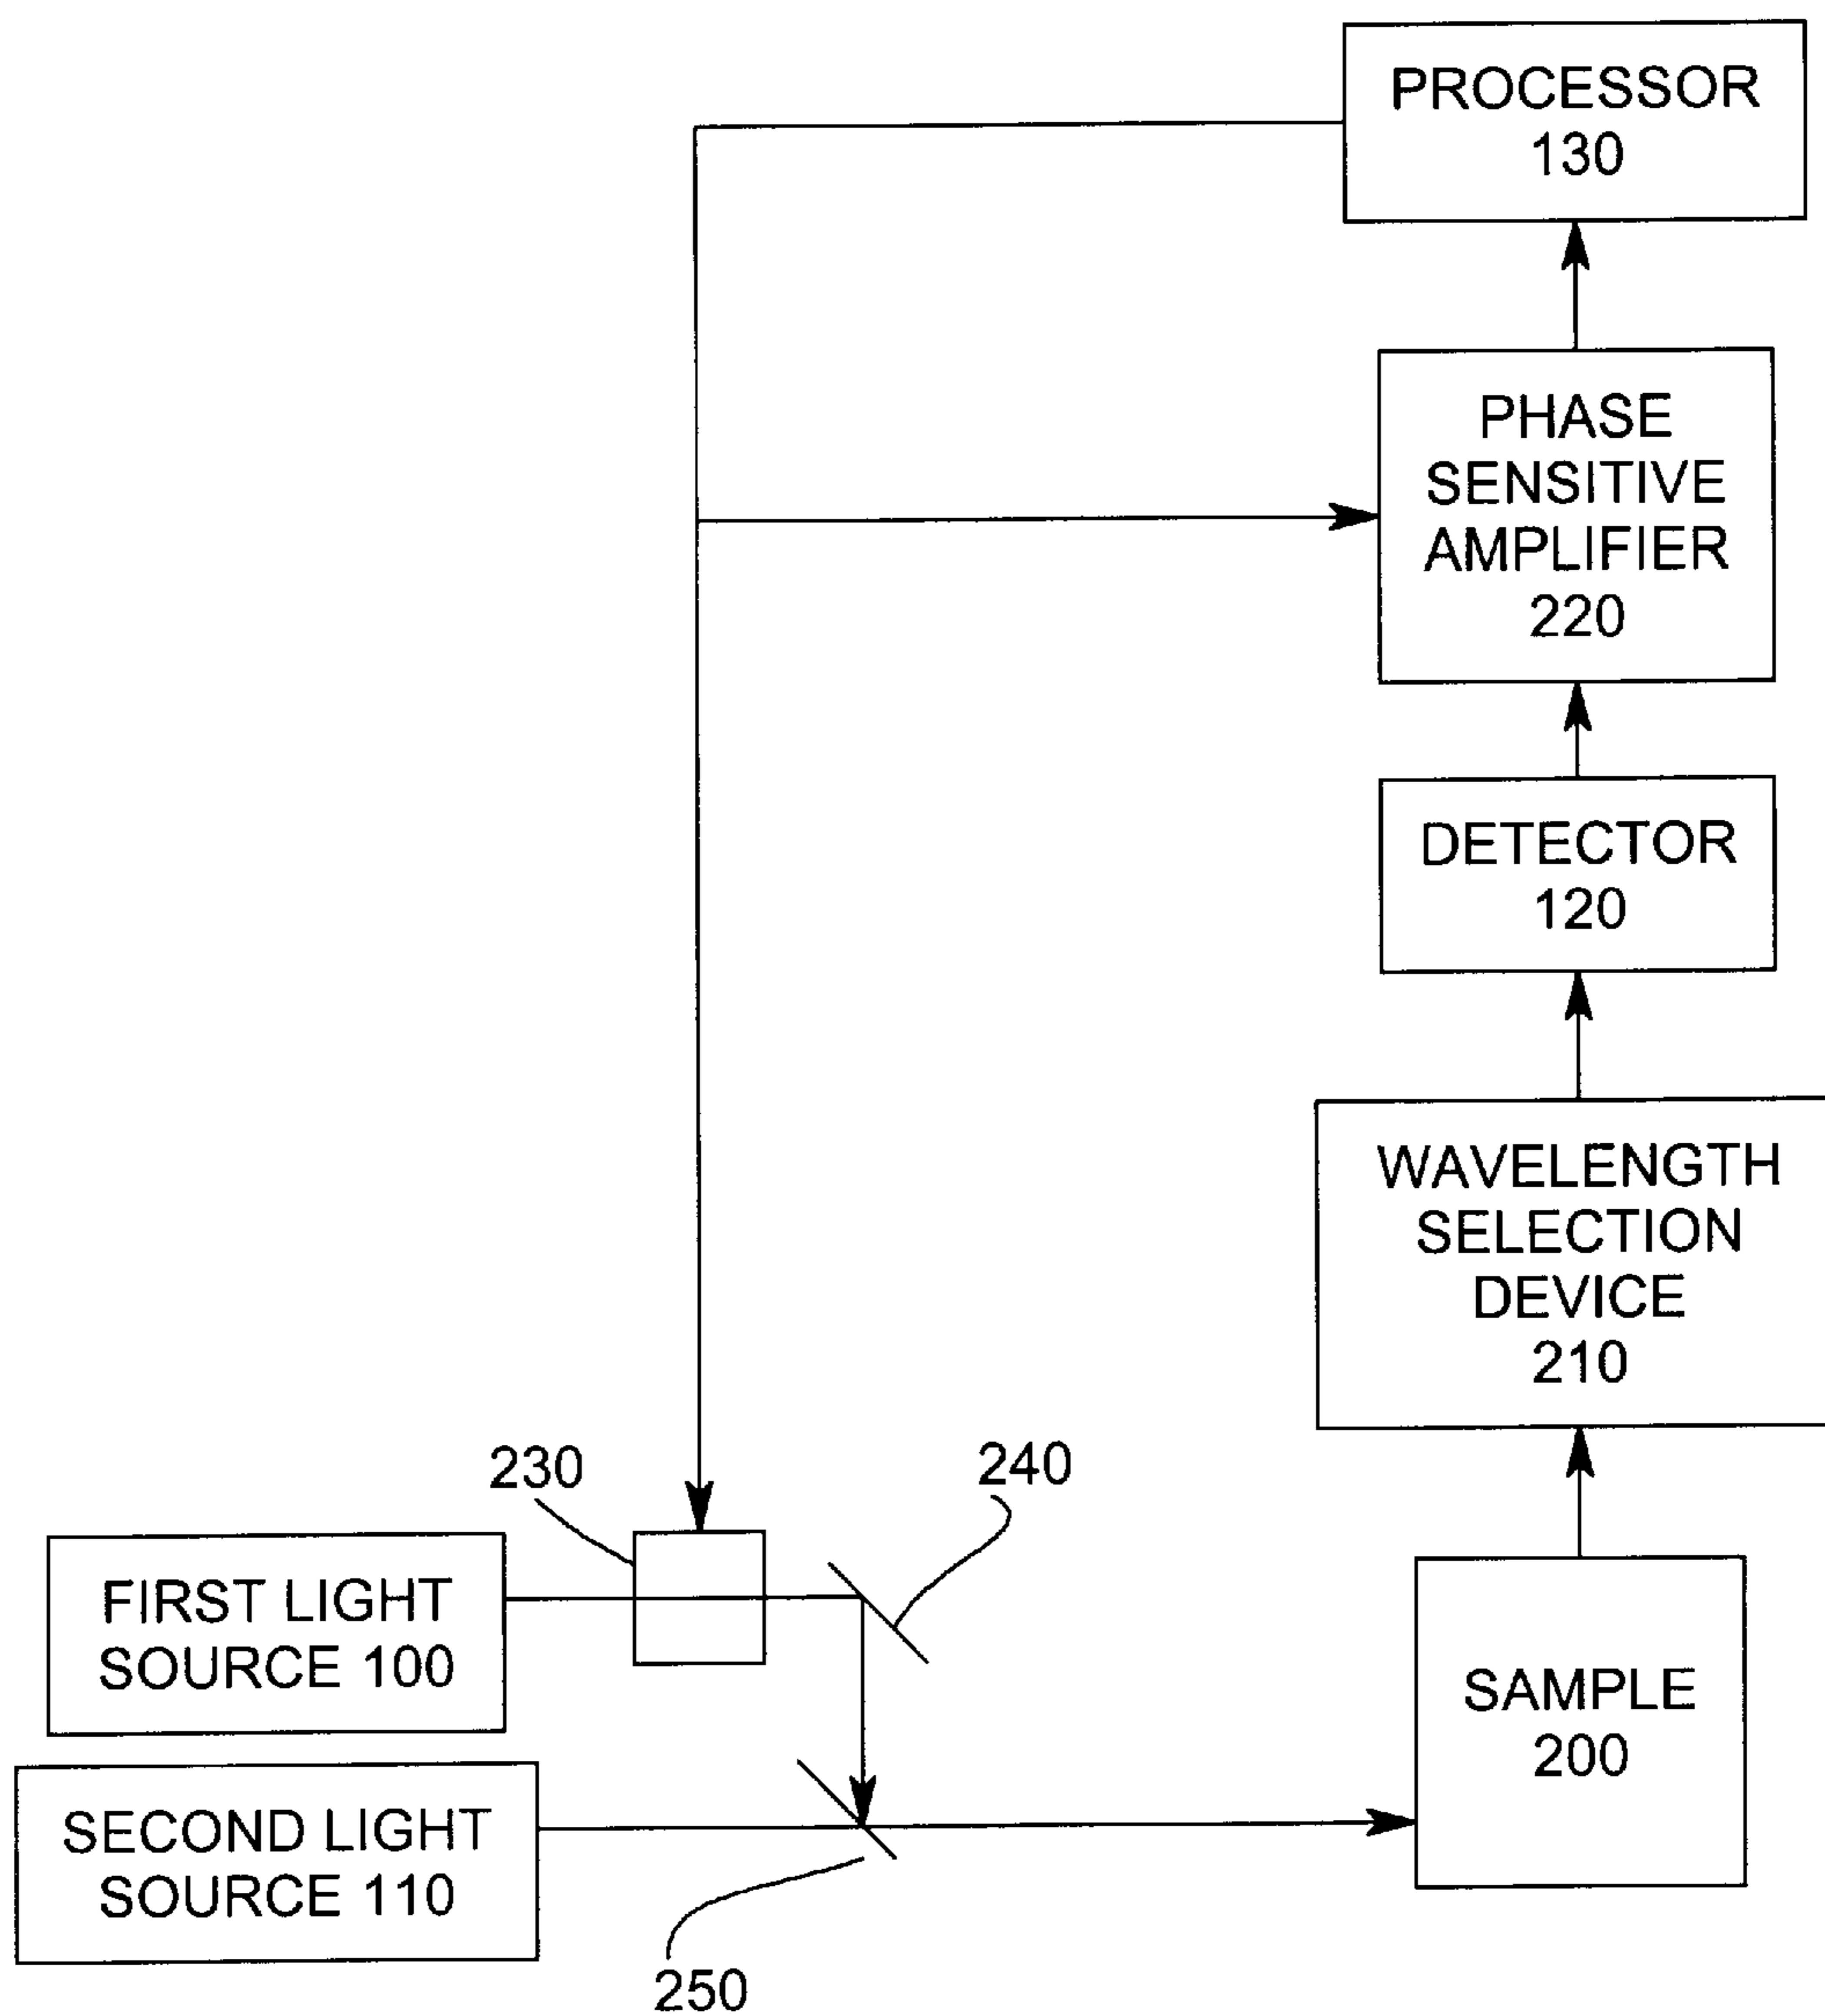 PROCESSOR
130
PHASE
SENSITIVE
AMPLIFIER
220
DETECTOR
120
WAVELENGTH
SELECTION
DEVICE
210
230
240
FIRST LIGHT
SOURCE 100
SAMPLE
200
SECOND LIGHT
SOURCE 110
250